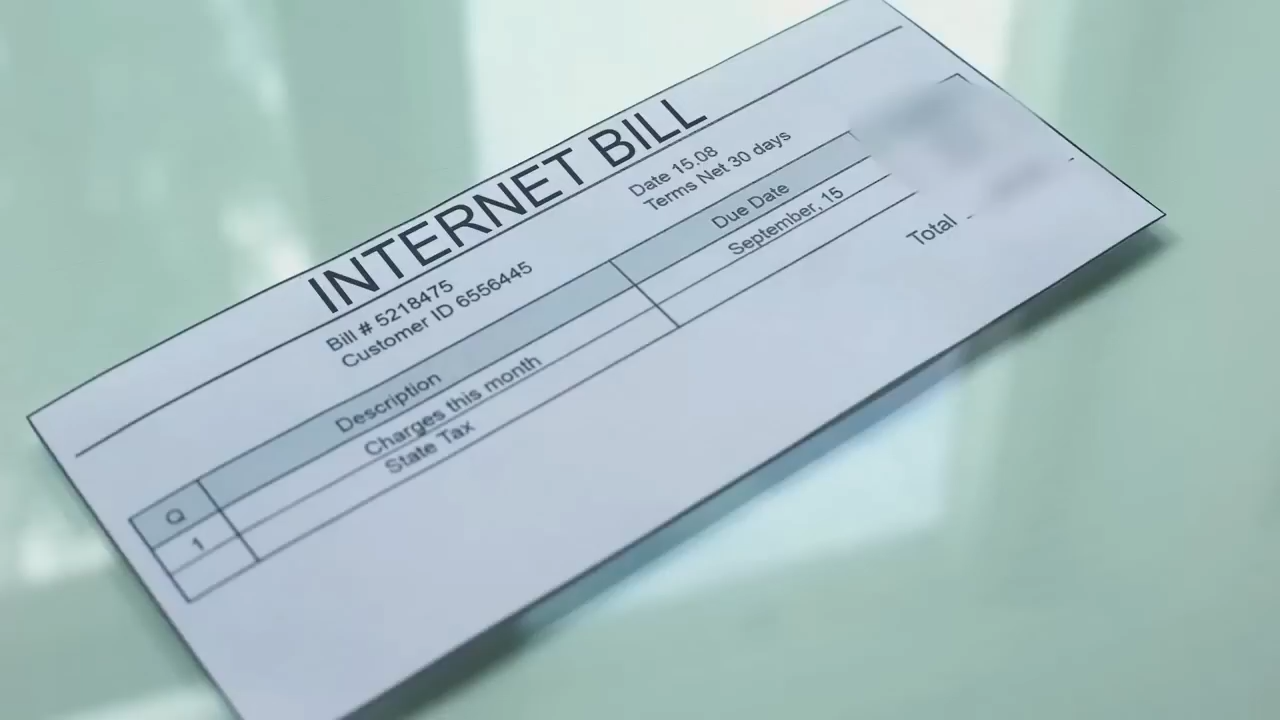 INTERNET BILL
Bill # 5218475
Customer ID 6556445
Date 15.08
Terms Net 30 days
Q Description Due Date
1 Charges this month September, 15
State Tax
Total